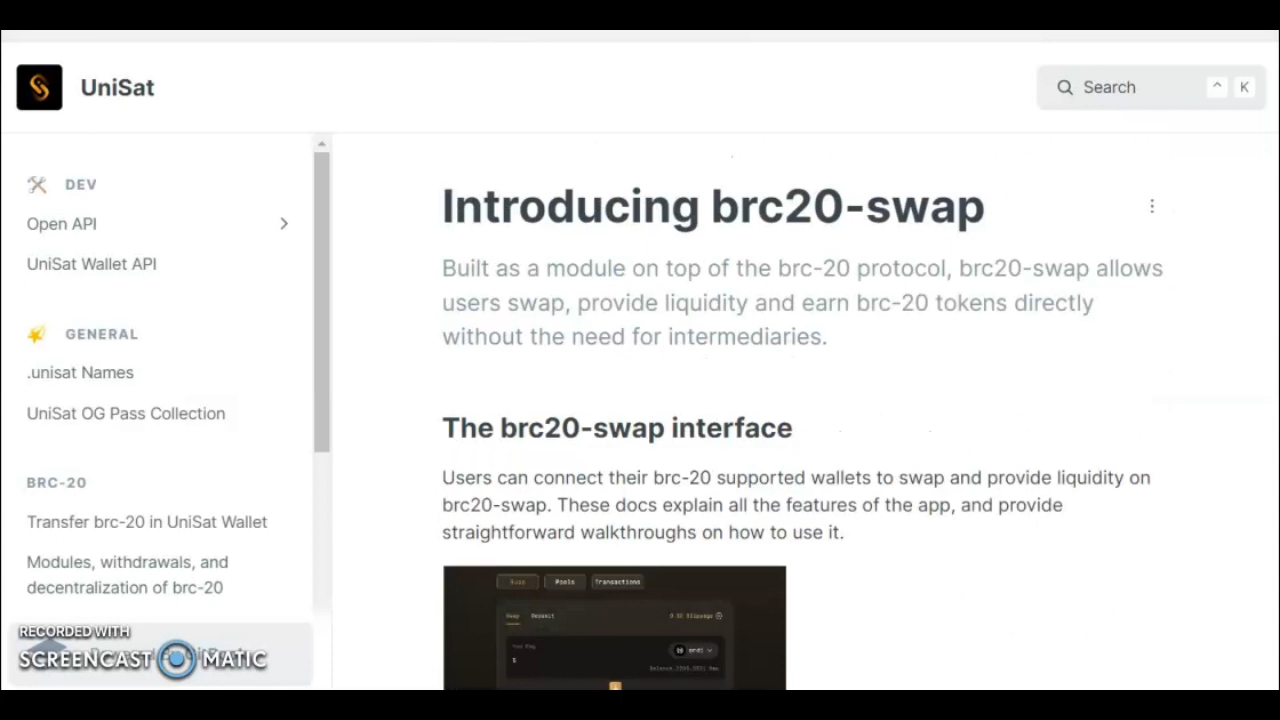 UniSat
Search
^ K
DEV
Open API
UniSat Wallet API
GENERAL
.unisat Names
UniSat OG Pass Collection
BRC-20
Transfer brc-20 in UniSat Wallet
Modules, withdrawals, and
decentralization of brc-20
RECORDED WITH
SCREENCAST MATIC
Introducing brc20-swap
Built as a module on top of the brc-20 protocol, brc20-swap allows
users swap, provide liquidity and earn brc-20 tokens directly
without the need for intermediaries.
The brc20-swap interface
Users can connect their brc-20 supported wallets to swap and provide liquidity on
brc20-swap. These docs explain all the features of the app, and provide
straightforward walkthroughs on how to use it.
Swap Pools Transactions
Swap
You Pay
5
ordi